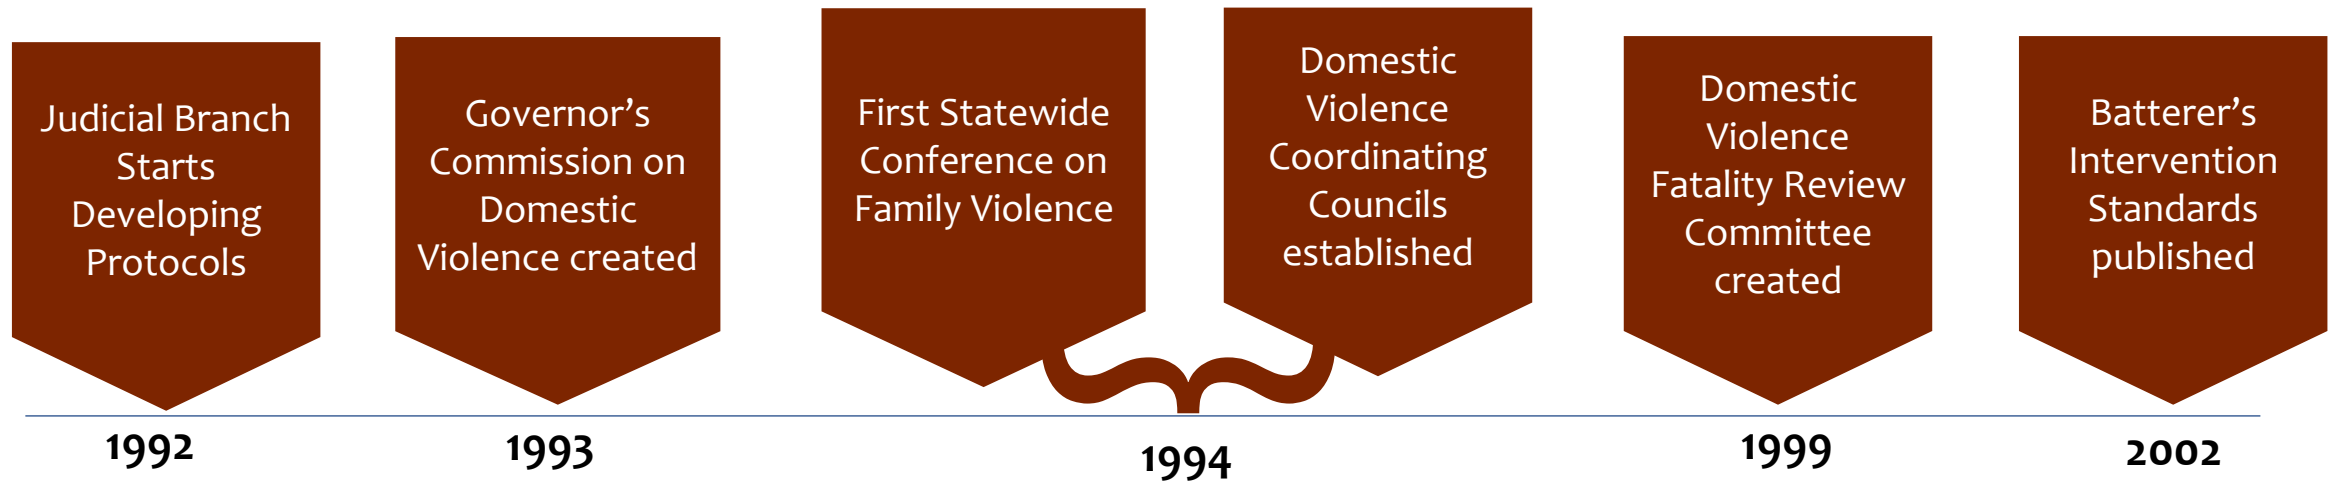 Judicial Branch
Starts
Developing
Protocols
Governor’s
Commission on
Domestic
Violence created
First Statewide
Conference on
Family Violence
Domestic
Violence
Coordinating
Councils
established
Domestic
Violence
Fatality Review
Committee
created
Batterer’s
Intervention
Standards
published
1992
1993
1994
1999
2002